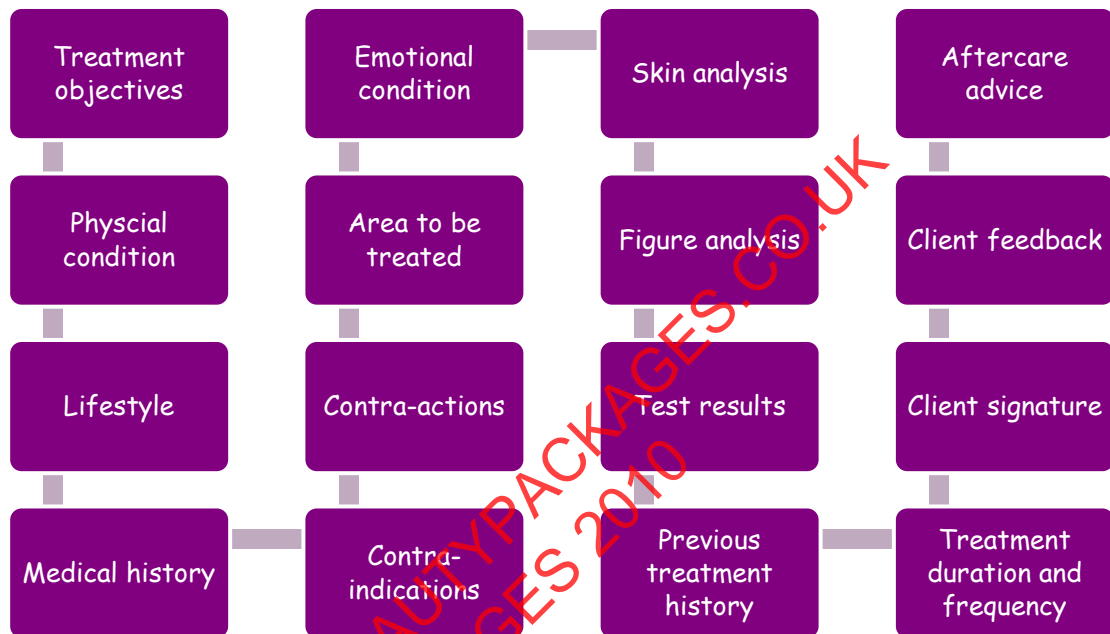 Treatment
objectives
Physcial
condition
Lifestyle
Medical history
Contra-
indications
Contra-actions
Area to be
treated
Emotional
condition
Skin analysis
Figure analysis
Test results
Previous
treatment
history
Treatment
duration and
frequency
Client signature
Client feedback
Aftercare
advice
AUTYPACKAGES.CO.UK
GES 2010